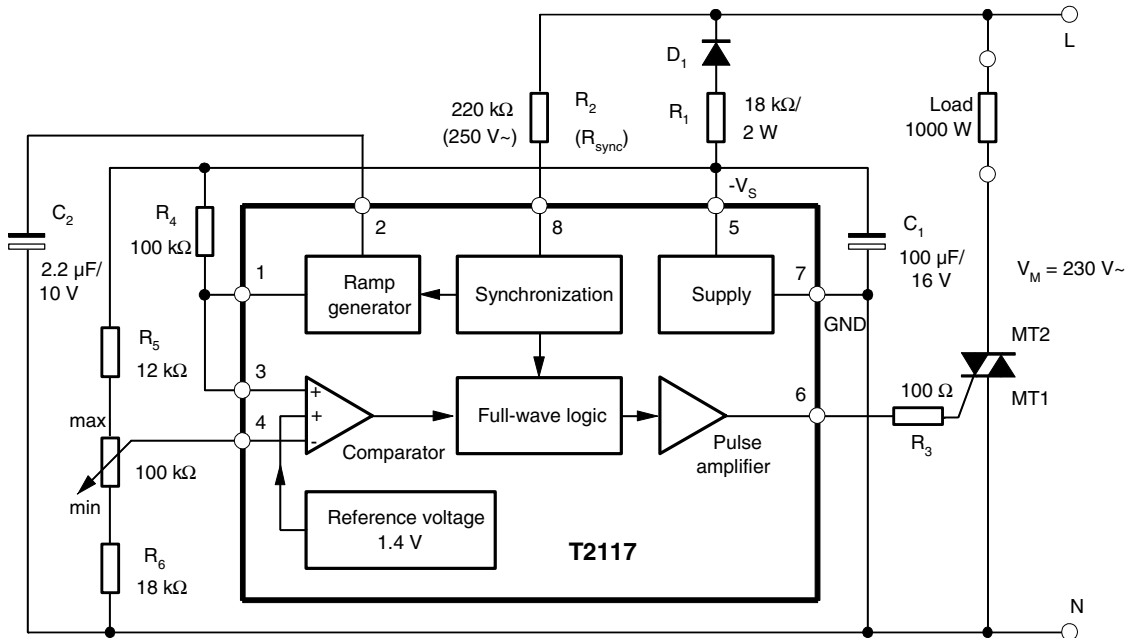 L
D1
220 kΩ
(250 V~)
R2
(Rsync)
R1
18 kΩ/
2 W
Load
1000 W
-VS
C2
2.2 µF/
10 V
R4
100 kΩ
2
8
5
C1
100 µF/
16 V
VM = 230 V~
1
Ramp
generator
Synchronization
Supply
7
GND
R5
12 kΩ
MT2
MT1
3
4
+
+
-
Comparator
Full-wave logic
Pulse
amplifier
6
100 Ω
R3
max
100 kΩ
min
Reference voltage
1.4 V
T2117
R6
18 kΩ
N